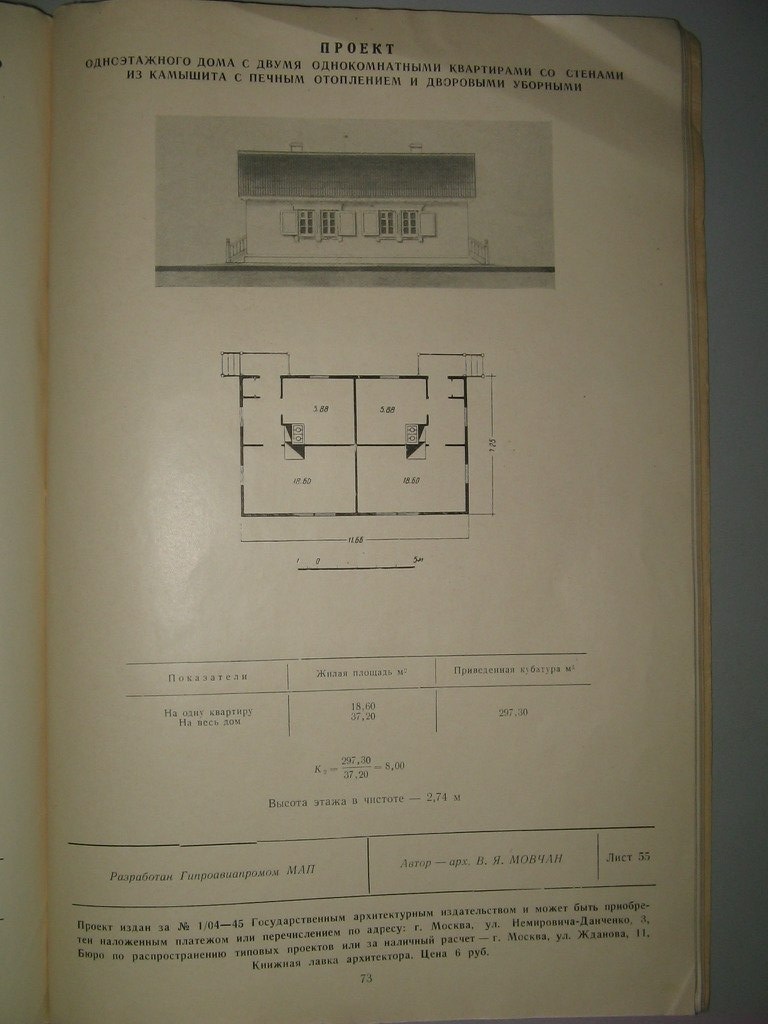 ПРОЕКТ
ОДНОЭТАЖНОГО ДОМА С ДВУМЯ ОДНОКОМНАТНЫМИ КВАРТИРАМИ СО СТЕНАМИ
ИЗ КАМЫШИТА С ПЕЧНЫМ ОТОПЛЕНИЕМ И ДВОРОВЫМИ УБОРНЫМИ
5.88 5.88
18.60 18.60
11.66
1 0 5м
Показатели Жилая площадь м² Приведенная кубатура м³
На одну квартиру 18,60
На весь дом 37,20 297,30
K₂ = 297,30 / 37,20 = 8,00
Высота этажа в чистоте — 2,74 м
Разработан Гипроавиапромом МАП Автор — арх. В. Я. МОВЧАН Лист 55
Проект издан за № 1/04—45 Государственным архитектурным издательством и может быть приобре-
тен наложенным платежом или перечислением по адресу: г. Москва, ул. Немировича-Данченко, 3,
Бюро по распространению типовых проектов или за наличный расчет — г. Москва, ул. Жданова, 11,
Книжная лавка архитектора. Цена 6 руб.
73